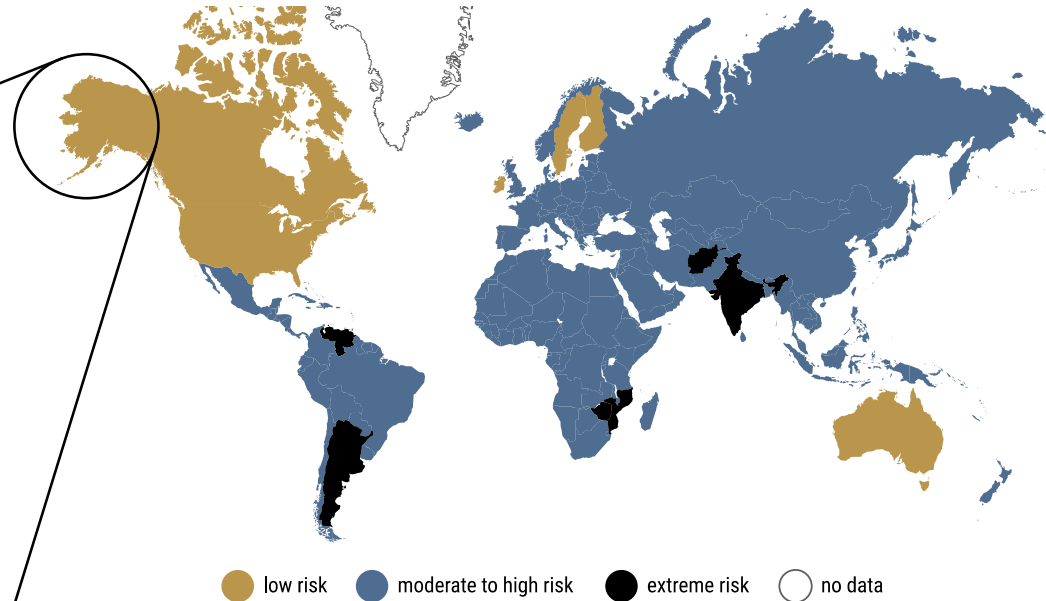 low risk moderate to high risk extreme risk no data